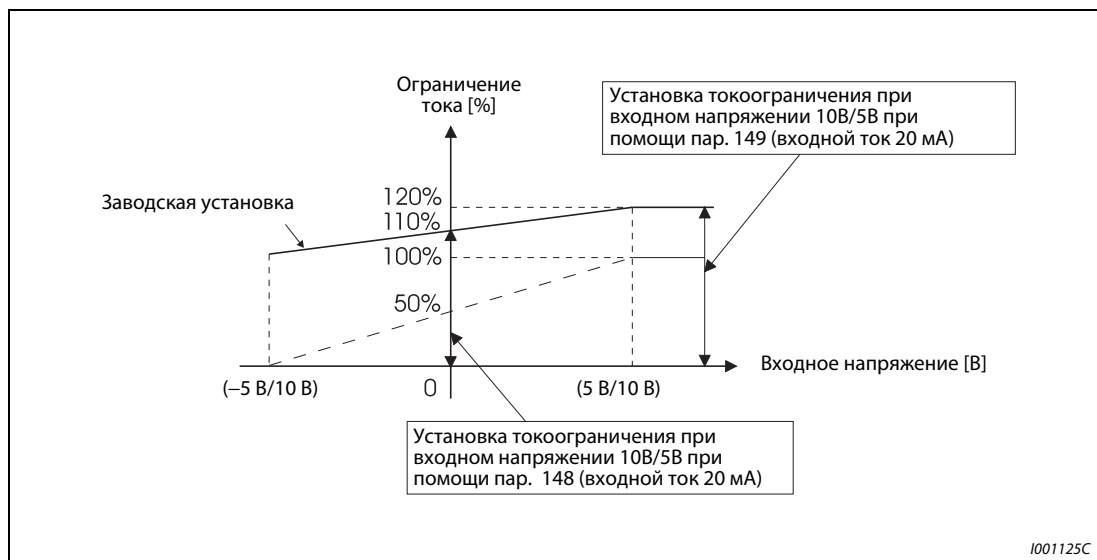 Ограничение
тока [%]
Установка токоограничения при
входном напряжении 10В/5В при
помощи пар. 149 (входной ток 20 мА)
Заводская установка
120%
110%
100%
50%
Входное напряжение [В]
(–5 В/10 В)
0
(5 В/10 В)
Установка токоограничения при
входном напряжении 10В/5В при
помощи пар. 148 (входной ток 20 мА)
I001125C